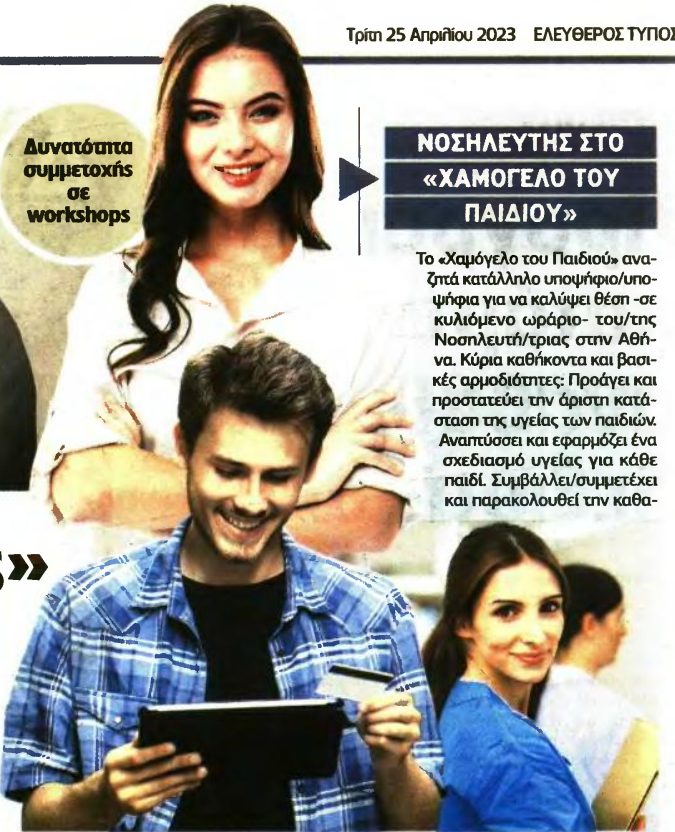 Τρίτη 25 Απριλίου 2023 ΕΛΕΥΘΕΡΟΣ ΤΥΠΟΣ
Δυνατότητα
συμμετοχής
σε
workshops
ΝΟΣΗΛΕΥΤΗΣ ΣΤΟ
«ΧΑΜΟΓΕΛΟ ΤΟΥ
ΠΑΙΔΙΟΥ»
Το «Χαμόγελο του Παιδιού» ανα-
ζητά κατάλληλο υποψήφιο/υπο-
ψήφια για να καλύψει θέση -σε
κυλιόμενο ωράριο- του/της
Νοσηλευτή/τριας στην Αθή-
να. Κύρια καθήκοντα και βασι-
κές αρμοδιότητες: Προάγει και
προστατεύει την άριστη κατά-
σταση της υγείας των παιδιών.
Αναπτύσσει και εφαρμόζει ένα
σχεδιασμό υγείας για κάθε
παιδί. Συμβάλλει/συμμετέχει
και παρακολουθεί την καθα-
ς»